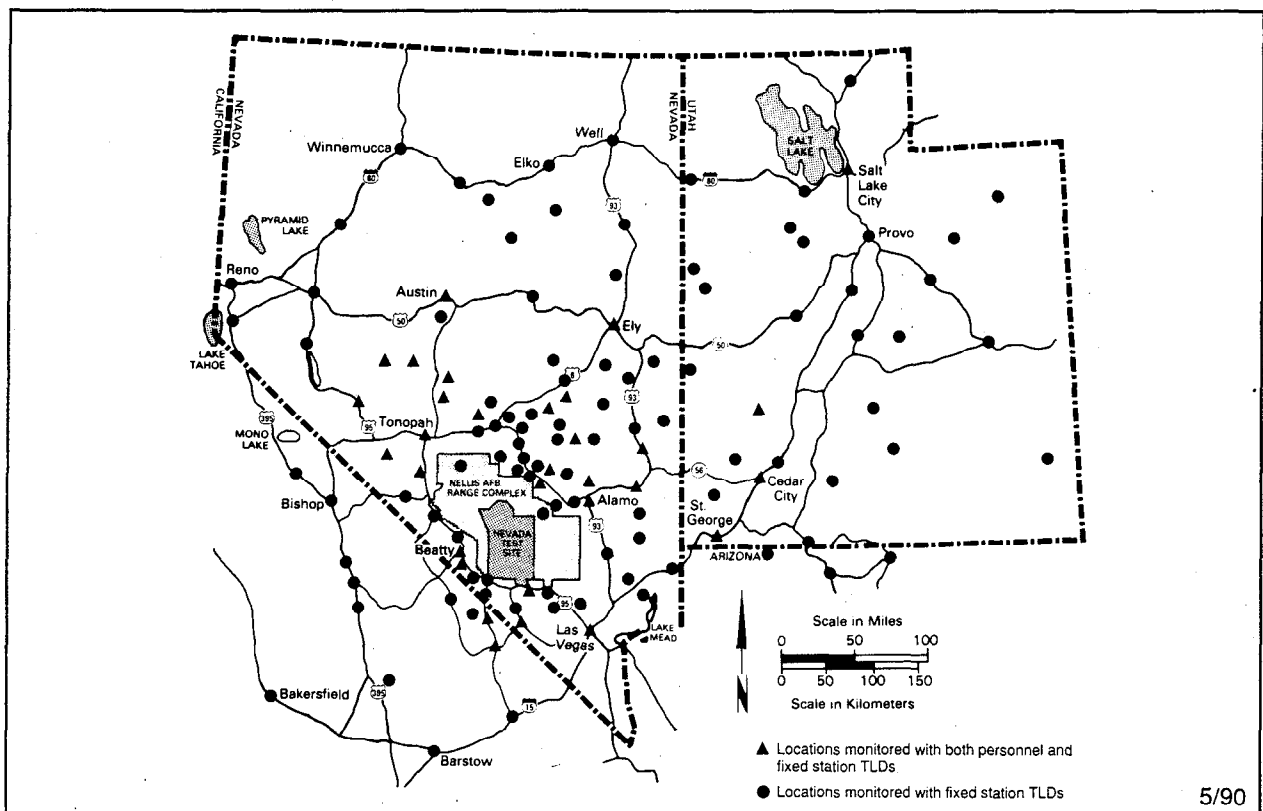 NEVADA
CALIFORNIA
UTAH
NEVADA
Winnemucca
Elko
Well
SALT
LAKE
Salt
Lake
City
80
80
93
PYRAMID
LAKE
Provo
Reno
Austin
50
Ely
50
LAKE
TAHOE
6
93
395
95
Tonopah
MONO
LAKE
56
Cedar
City
NELLIS AFB
RANGE COMPLEX
Bishop
Alamo
St.
George
93
NEVADA
TEST
SITE
Beatty
ARIZONA
95
Las
Vegas
LAKE
MEAD
Scale in Miles
0 50 100
0 50 100 150
Scale in Kilometers
Bakersfield
395
15
Barstow
▲ Locations monitored with both personnel and
fixed station TLDs
● Locations monitored with fixed station TLDs
N
5/90